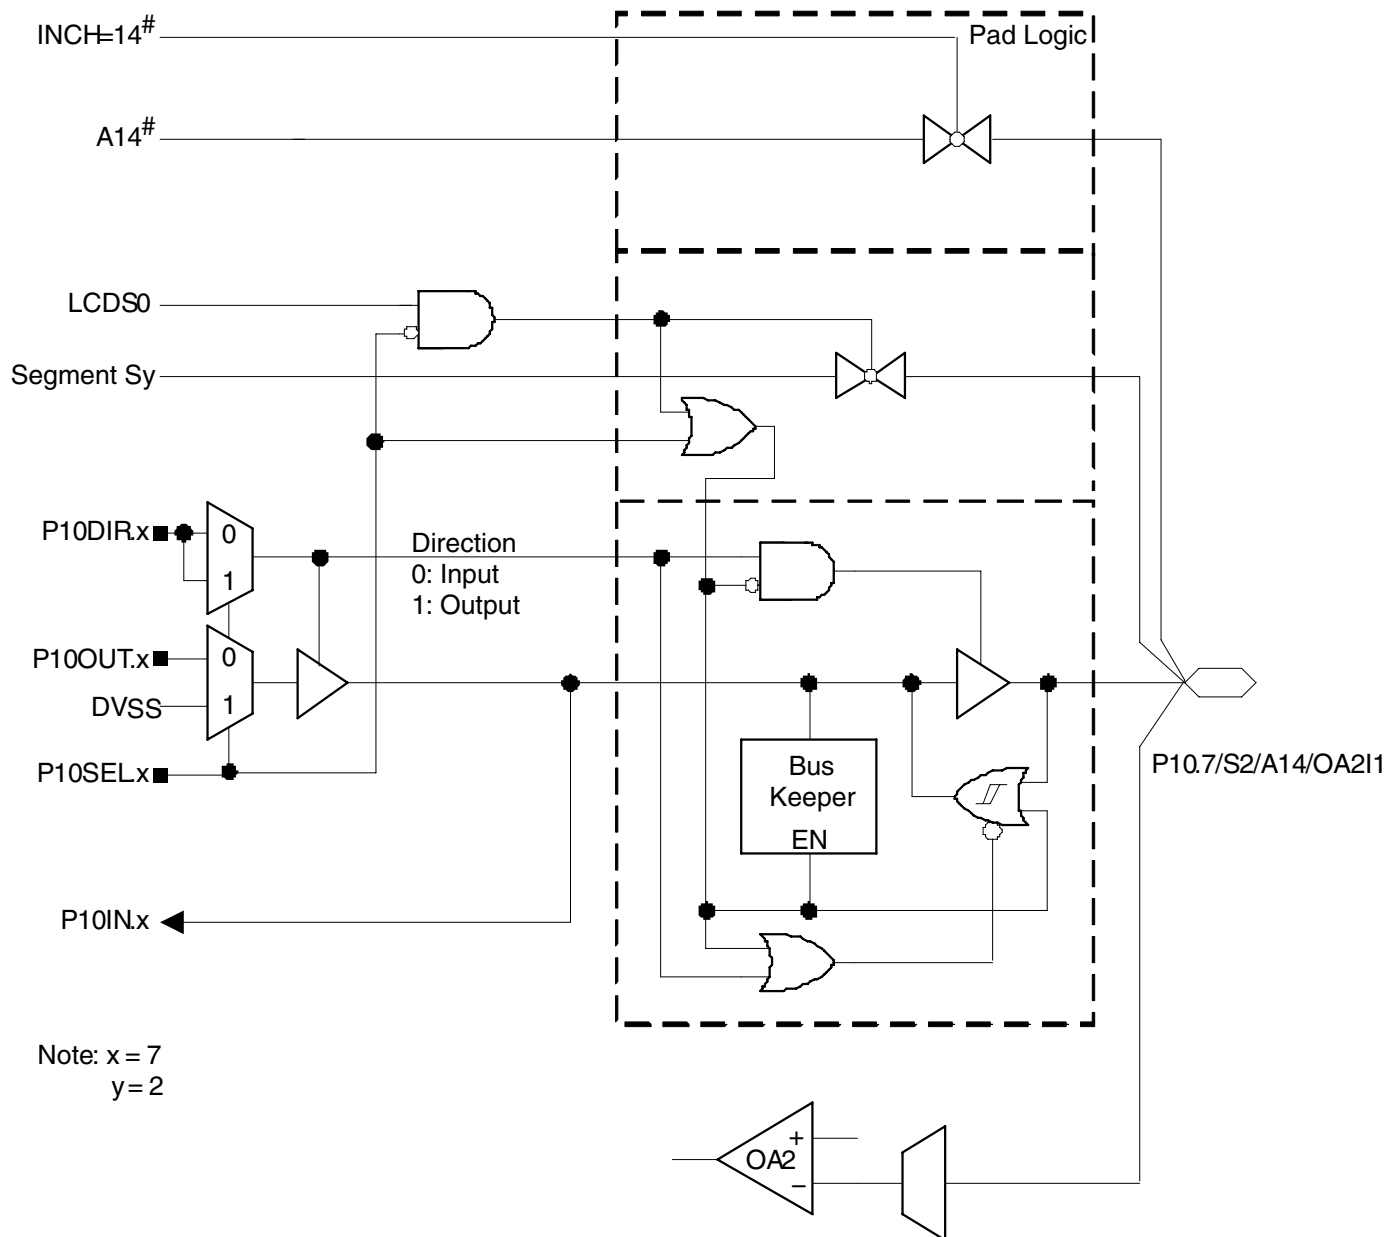 INCH=14#
Pad Logic
A14#
LCDS0
Segment Sy
P10DIR.x
0
1
Direction
0: Input
1: Output
P10OUT.x
0
DVSS
1
P10SEL.x
Bus
Keeper
EN
P10.7/S2/A14/OA2I1
P10IN.x
Note: x = 7
y = 2
+
OA2
−